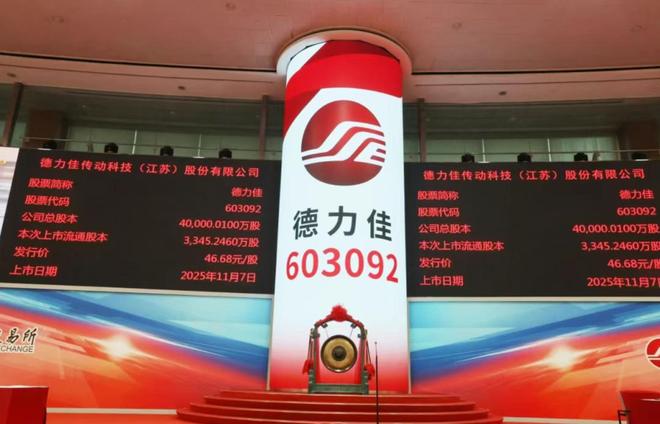 德力佳传动科技（江苏）股份有限公司
股票简称 德力佳
股票代码 603092
公司总股本 40,000.0100万股
本次上市流通股本 3,345.2460万股
发行价 46.68元/股
上市日期 2025年11月7日
德力佳
603092
德力佳传动科技（江苏）股份有限公司
股票简称 德力佳
股票代码 603092
公司总股本 40,000.0100万股
本次上市流通股本 3,345.2460万股
发行价 46.68元/股
上市日期 2025年11月7日
易所
CHANGE